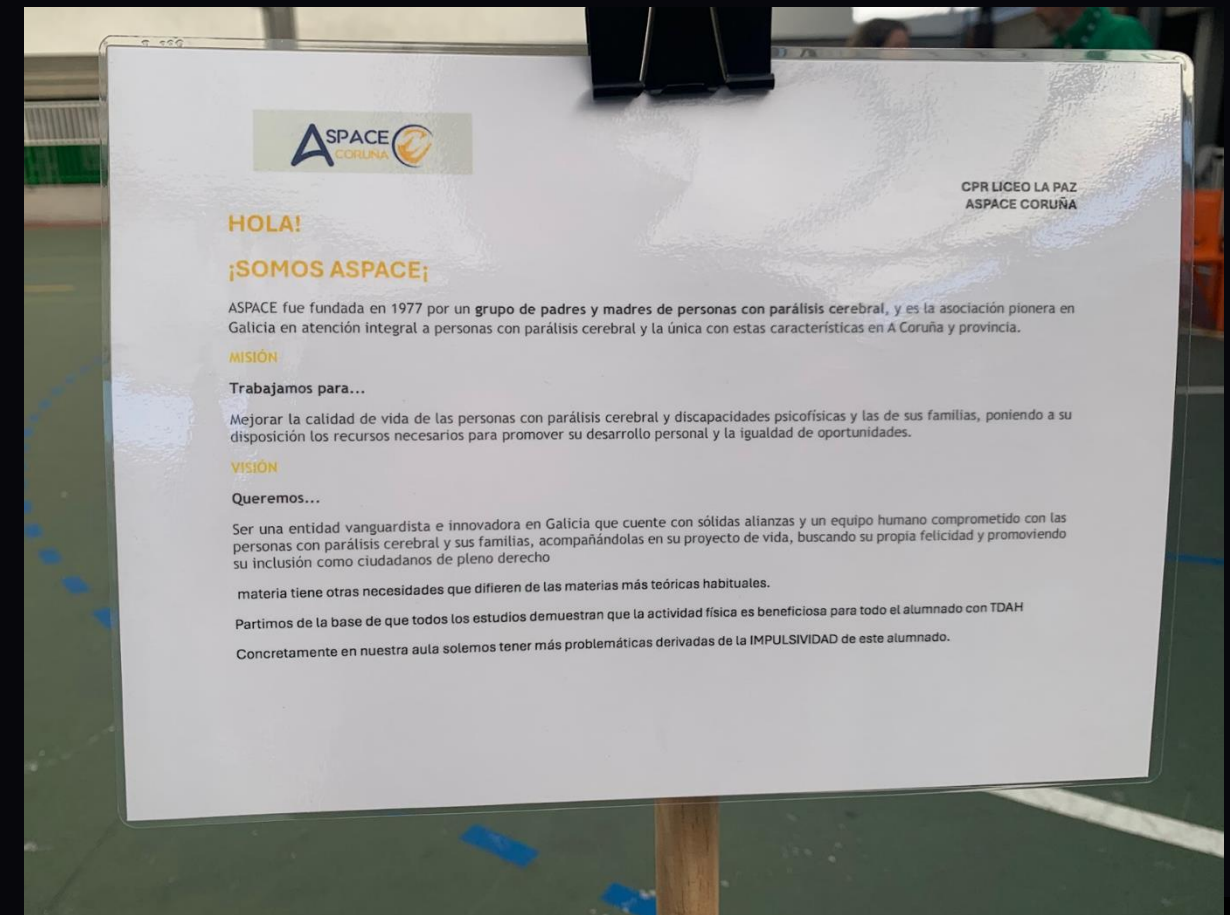 ASPACE
CORUÑA
CPR LICEO LA PAZ
ASPACE CORUÑA
HOLA!
¡SOMOS ASPACE¡
ASPACE fue fundada en 1977 por un grupo de padres y madres de personas con parálisis cerebral, y es la asociación pionera en
Galicia en atención integral a personas con parálisis cerebral y la única con estas características en A Coruña y provincia.
MISIÓN
Trabajamos para...
Mejorar la calidad de vida de las personas con parálisis cerebral y discapacidades psicofísicas y las de sus familias, poniendo a su
disposición los recursos necesarios para promover su desarrollo personal y la igualdad de oportunidades.
VISIÓN
Queremos...
Ser una entidad vanguardista e innovadora en Galicia que cuente con sólidas alianzas y un equipo humano comprometido con las
personas con parálisis cerebral y sus familias, acompañándolas en su proyecto de vida, buscando su propia felicidad y promoviendo
su inclusión como ciudadanos de pleno derecho
materia tiene otras necesidades que difieren de las materias más teóricas habituales.
Partimos de la base de que todos los estudios demuestran que la actividad física es beneficiosa para todo el alumnado con TDAH
Concretamente en nuestra aula solemos tener más problemáticas derivadas de la IMPULSIVIDAD de este alumnado.